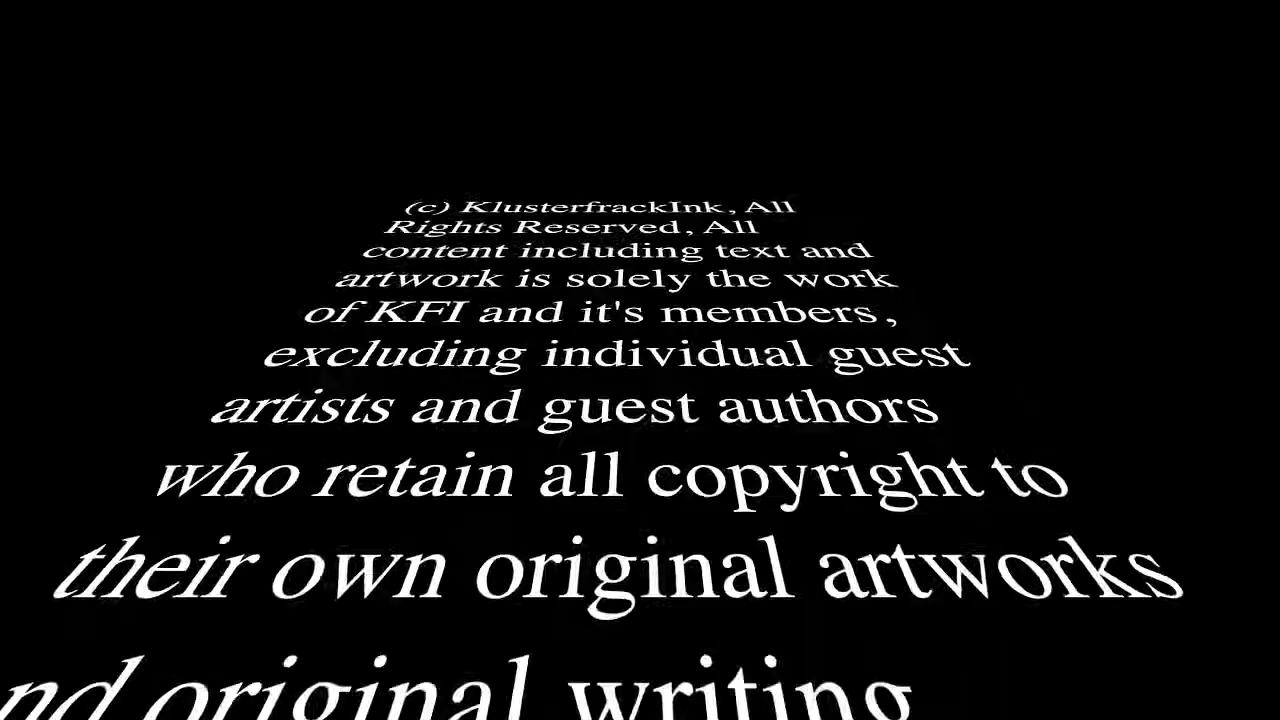 (c) KlusterfrackInk, All
Rights Reserved, All
content including text and
artwork is solely the work
of KFI and it's members,
excluding individual guest
artists and guest authors
who retain all copyright to
their own original artworks
nd original writing